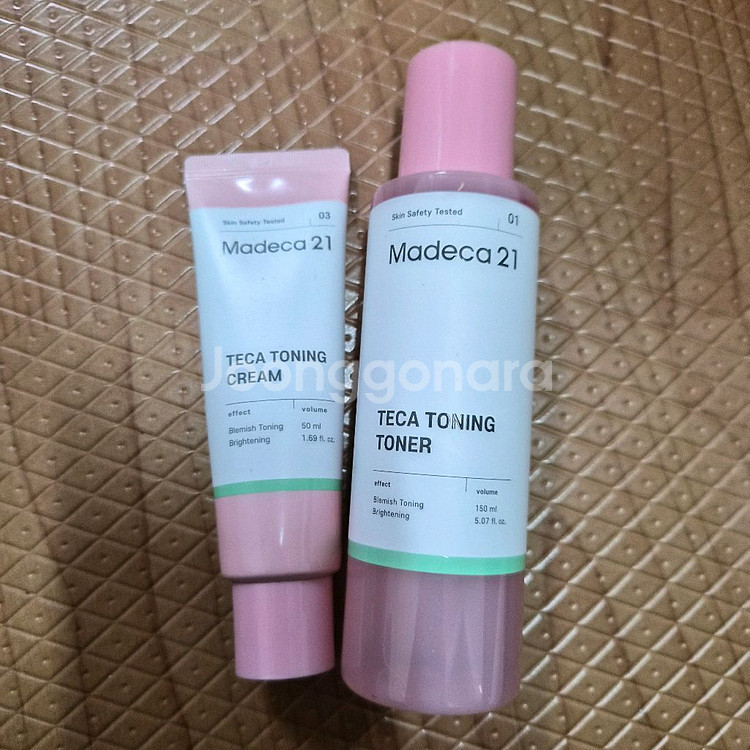 Skin Safety Tested 03
Madeca 21
TECA TONING
CREAM
effect volume
Blemish Toning 50 ml
Brightening 1.69 fl. oz.
Skin Safety Tested 01
Madeca 21
TECA TONING
TONER
effect volume
Blemish Toning 150 ml
Brightening 5.07 fl. oz.
Joonggonara